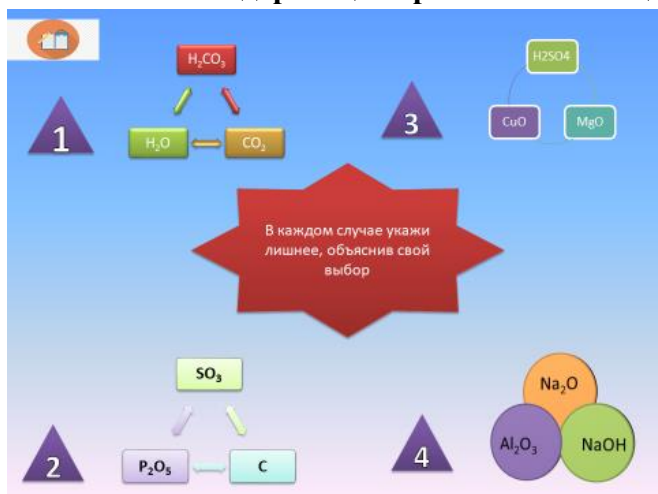 H₂CO₃
1
H₂O
CO₂
H2SO4
3
CuO
MgO
В каждом случае укажи
лишнее, объяснив свой
выбор
SO₃
2
P₂O₅
C
Na₂O
4
Al₂O₃
NaOH